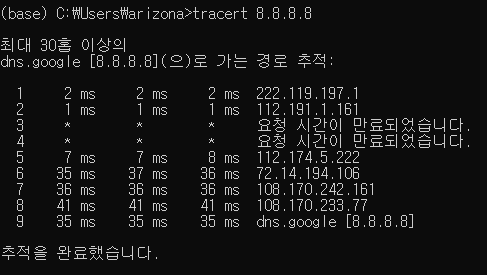 (base) C:₩Users₩arizona>tracert 8.8.8.8
최대 30홉 이상의
dns.google [8.8.8.8](으)로 가는 경로 추적:
1 2 ms 2 ms 2 ms 222.119.197.1
2 1 ms 1 ms 1 ms 112.191.1.161
3 * * * 요청 시간이 만료되었습니다.
4 * * * 요청 시간이 만료되었습니다.
5 7 ms 7 ms 8 ms 112.174.5.222
6 35 ms 37 ms 36 ms 72.14.194.106
7 36 ms 36 ms 36 ms 108.170.242.161
8 41 ms 41 ms 41 ms 108.170.233.77
9 35 ms 35 ms 35 ms dns.google [8.8.8.8]
추적을 완료했습니다.